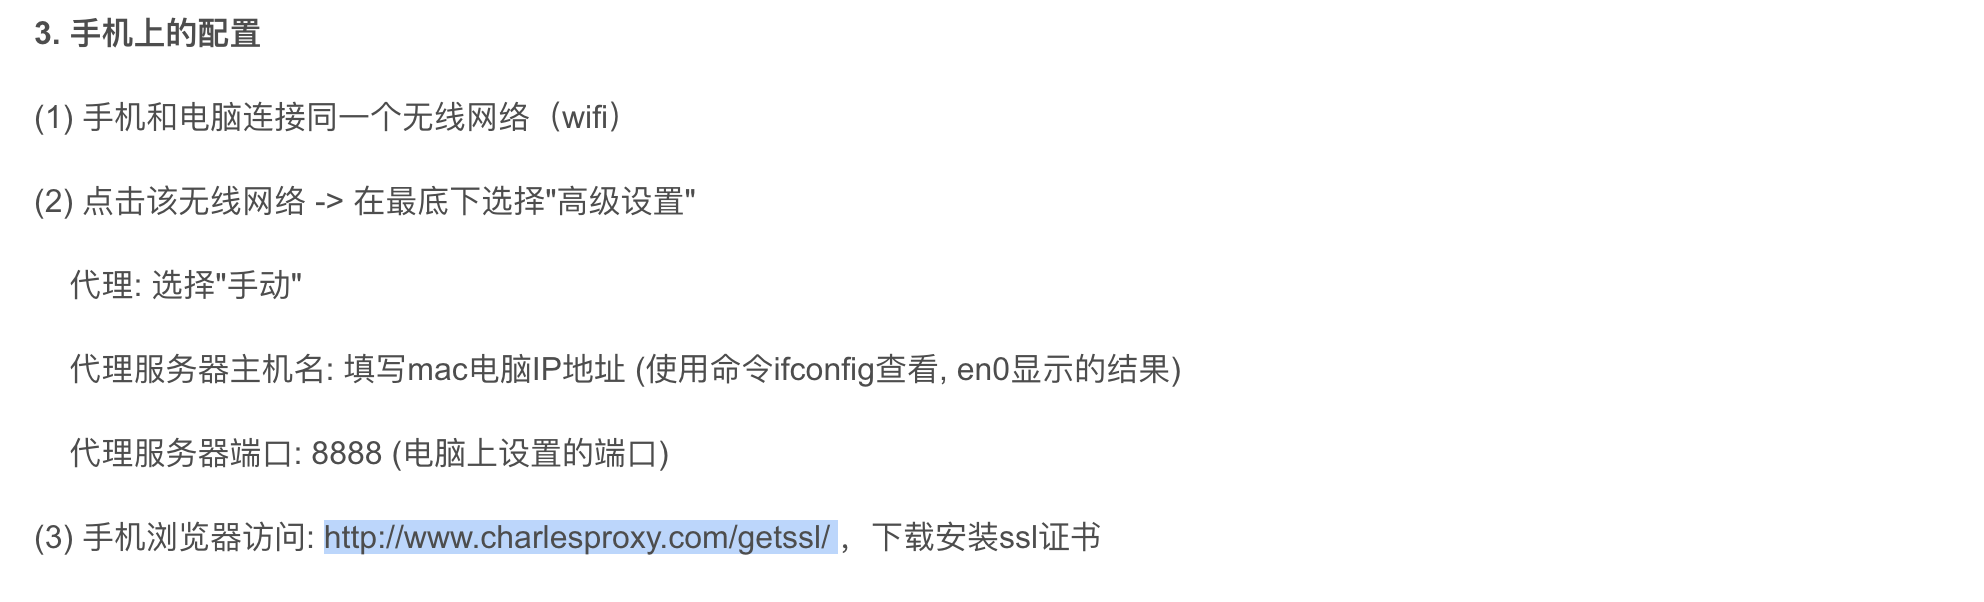 3. 手机上的配置
(1) 手机和电脑连接同一个无线网络（wifi）
(2) 点击该无线网络 -> 在最底下选择"高级设置"
代理: 选择"手动"
代理服务器主机名: 填写mac电脑IP地址 (使用命令ifconfig查看, en0显示的结果)
代理服务器端口: 8888 (电脑上设置的端口)
(3) 手机浏览器访问: http://www.charlesproxy.com/getssl/ ，下载安装ssl证书